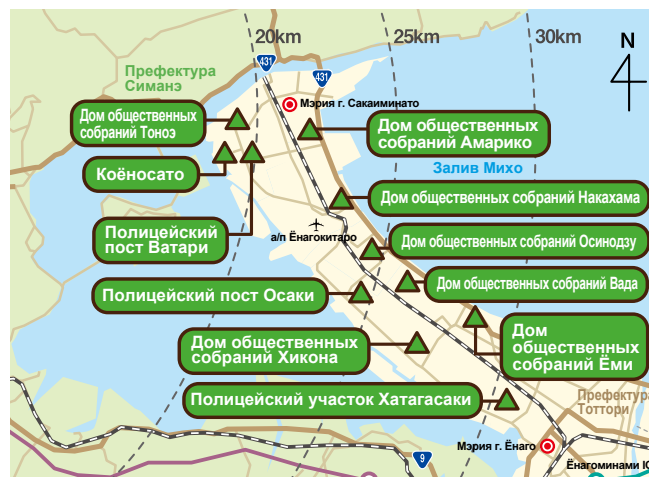 20km
25km
30km
N
431
431
Префектура
Симанэ
Мэрия г. Сакаиминато
Дом общественных
собраний Тоноэ
Дом общественных
собраний Амарико
Коёносато
Залив Михо
Дом общественных собраний Накахама
Полицейский
пост Ватари
а/п Ёнагокитаро
Дом общественных собраний Осинодзу
Дом общественных собраний Вада
Полицейский пост Осаки
Дом общественных
собраний Хикона
Дом
общественных
собраний Ёми
Полицейский участок Хатагасаки
Префектура
Тоттори
Мэрия г. Ёнаго
9
Ёнагоминами IC